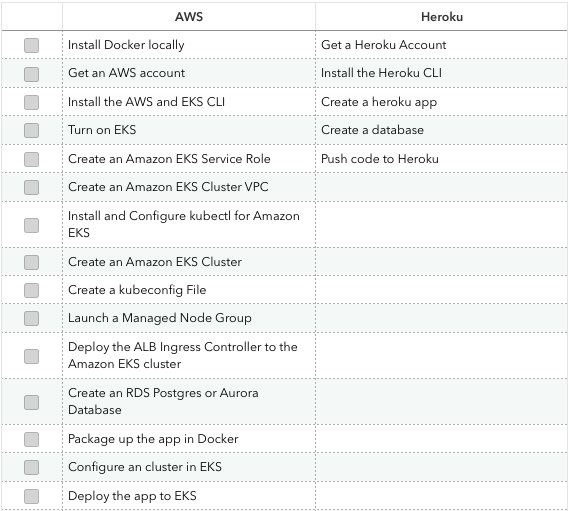 AWS Heroku
Install Docker locally Get a Heroku Account
Get an AWS account Install the Heroku CLI
Install the AWS and EKS CLI Create a heroku app
Turn on EKS Create a database
Create an Amazon EKS Service Role Push code to Heroku
Create an Amazon EKS Cluster VPC
Install and Configure kubectl for Amazon
EKS
Create an Amazon EKS Cluster
Create a kubeconfig File
Launch a Managed Node Group
Deploy the ALB Ingress Controller to the
Amazon EKS cluster
Create an RDS Postgres or Aurora
Database
Package up the app in Docker
Configure an cluster in EKS
Deploy the app to EKS